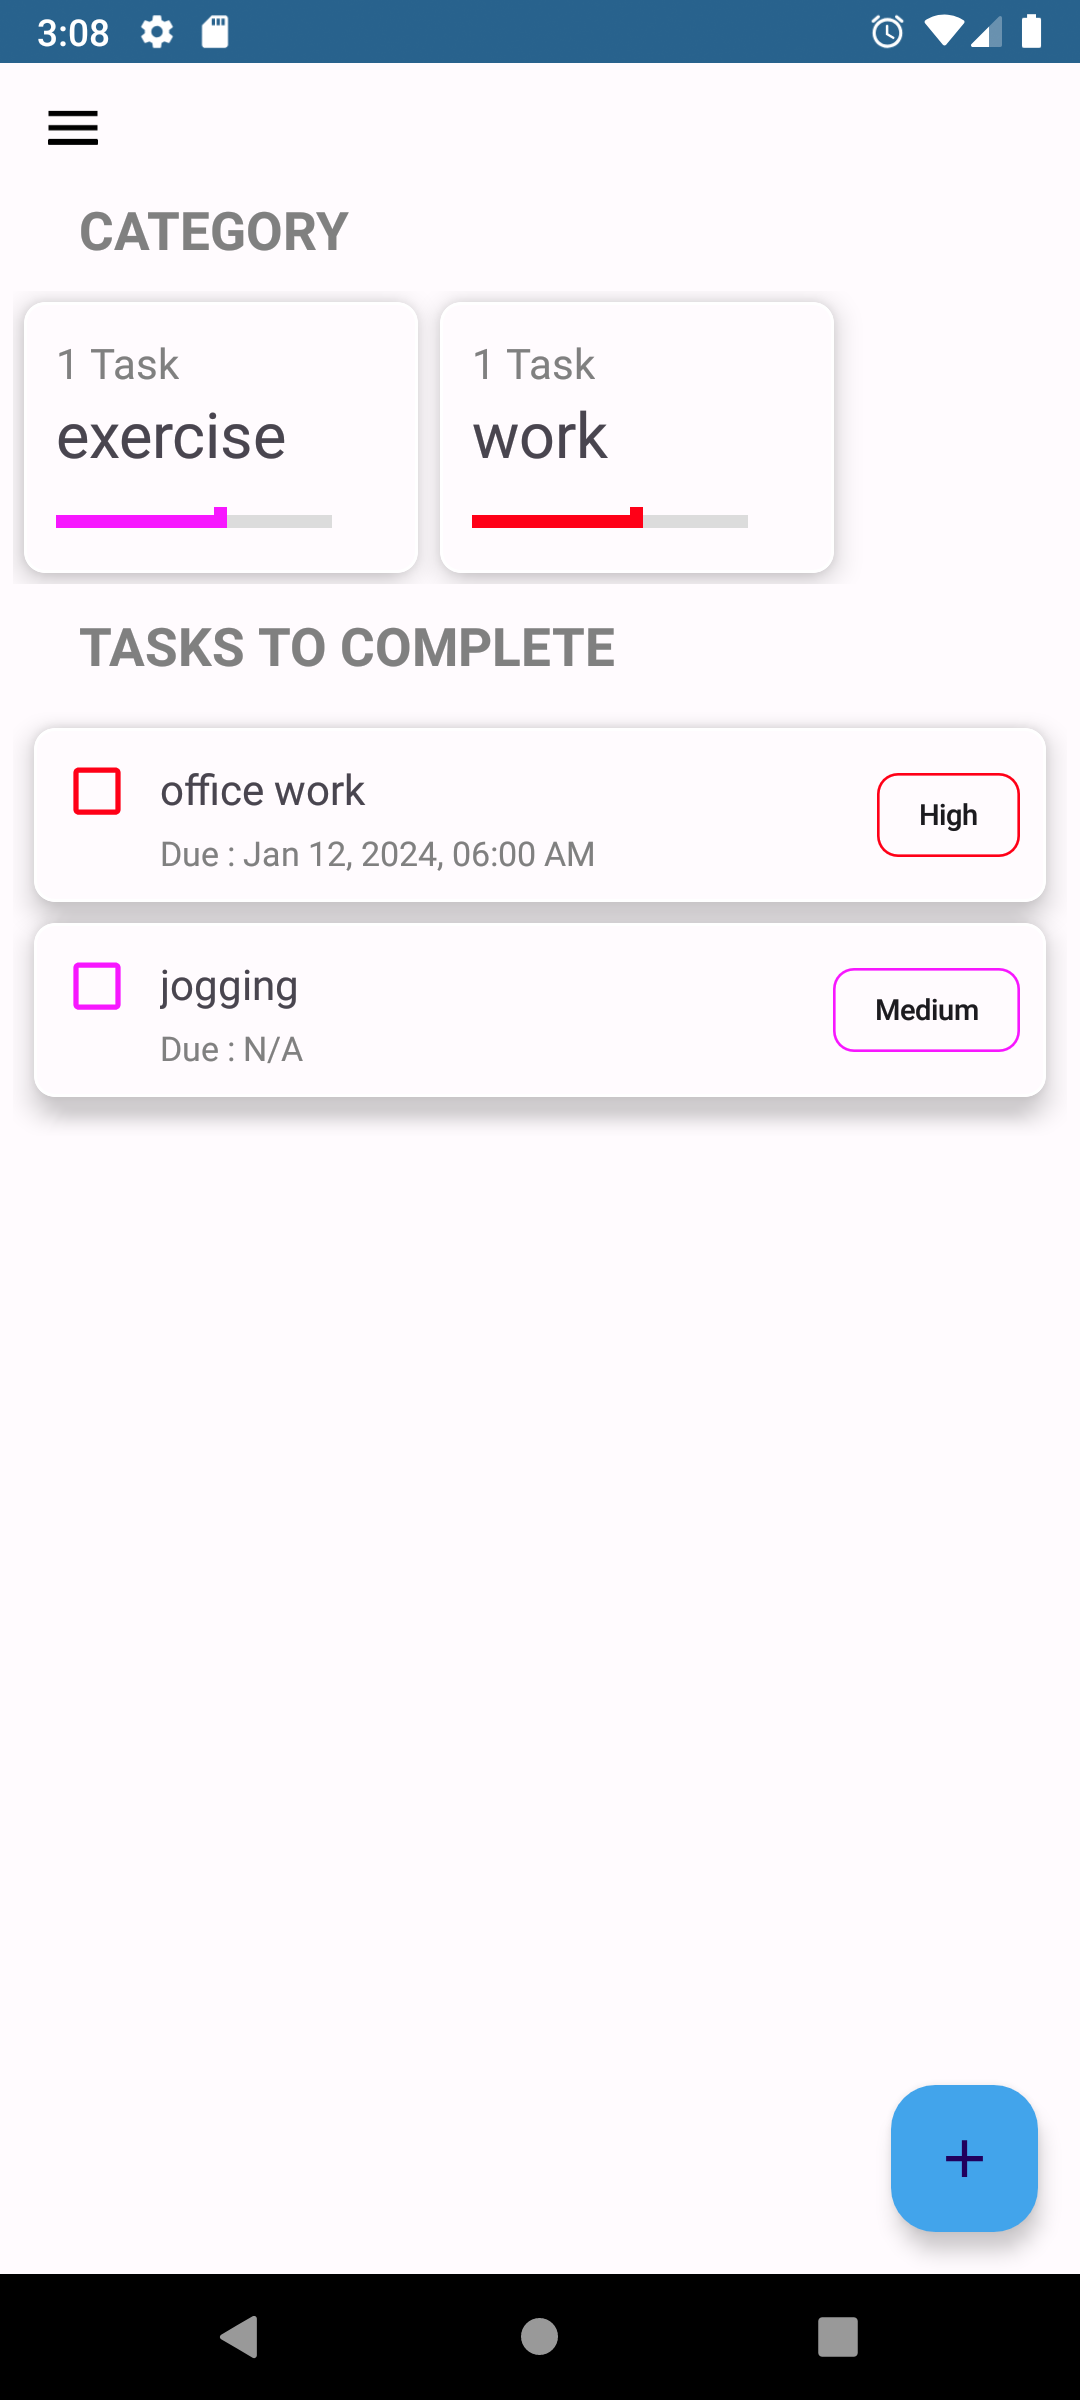 3:08
CATEGORY
1 Task
exercise
1 Task
work
TASKS TO COMPLETE
office work
Due : Jan 12, 2024, 06:00 AM
High
jogging
Due : N/A
Medium